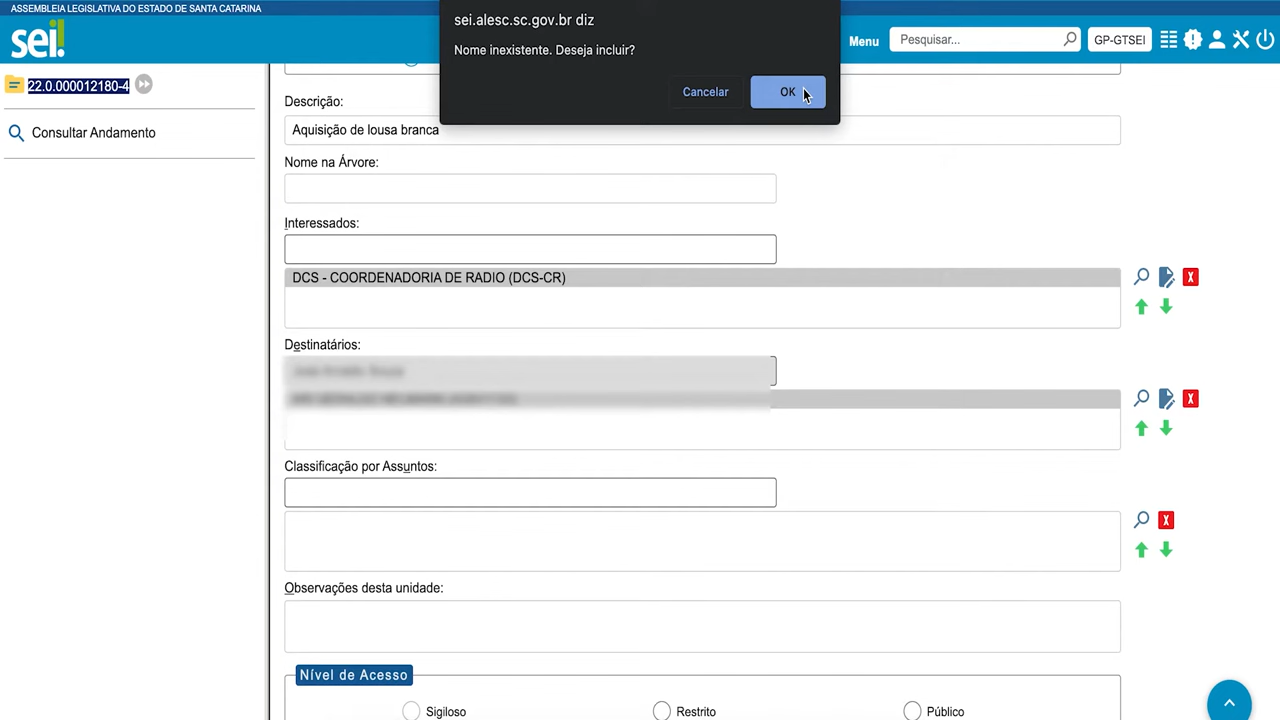 ASSEMBLEIA LEGISLATIVA DO ESTADO DE SANTA CATARINA
sei!
sei.alesc.sc.gov.br diz
Nome inexistente. Deseja incluir?
Cancelar
OK
Menu
Pesquisar...
GP-GTSEI
22.0.000012180-4
Consultar Andamento
Descrição:
Aquisição de lousa branca
Nome na Árvore:
Interessados:
DCS - COORDENADORIA DE RADIO (DCS-CR)
Destinatários:
Classificação por Assuntos:
Observações desta unidade:
Nível de Acesso
Sigiloso
Restrito
Público